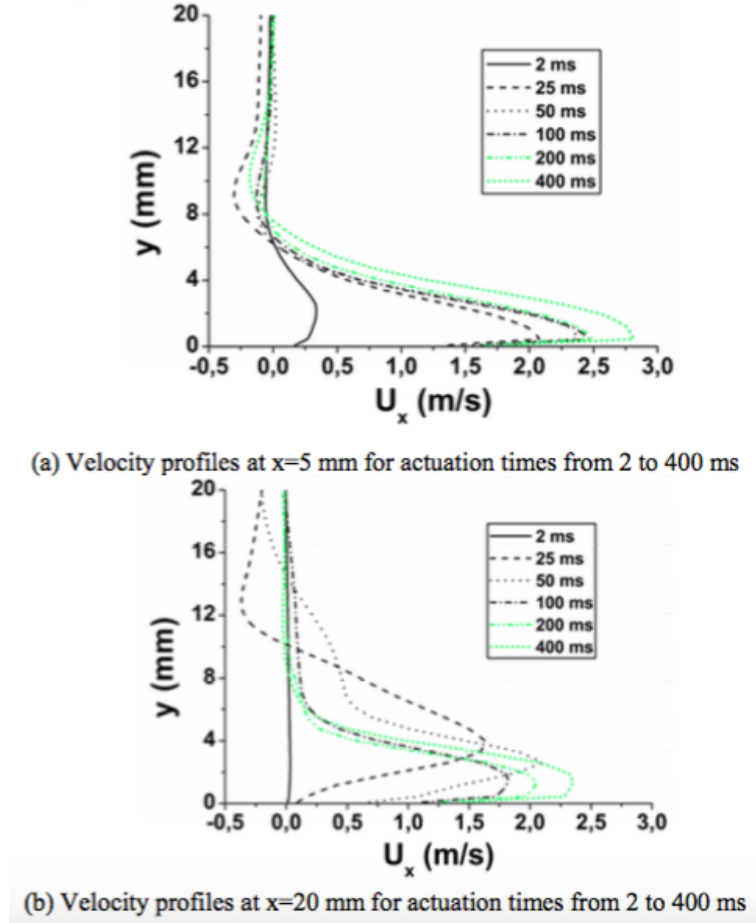 20
16
12
8
4
0
y (mm)
2 ms
25 ms
50 ms
100 ms
200 ms
400 ms
-0,5 0,0 0,5 1,0 1,5 2,0 2,5 3,0
Ux (m/s)
(a) Velocity profiles at x=5 mm for actuation times from 2 to 400 ms
20
16
12
8
4
0
y (mm)
2 ms
25 ms
50 ms
100 ms
200 ms
400 ms
-0,5 0,0 0,5 1,0 1,5 2,0 2,5 3,0
Ux (m/s)
(b) Velocity profiles at x=20 mm for actuation times from 2 to 400 ms